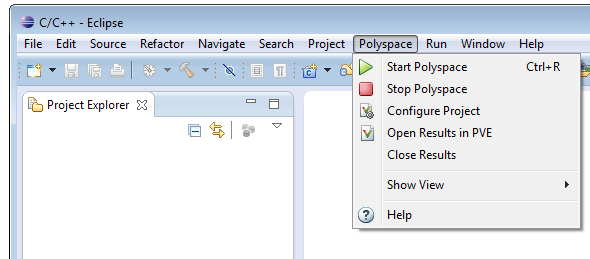 C/C++ - Eclipse
File Edit Source Refactor Navigate Search Project Polyspace Run Window Help
Project Explorer
Start Polyspace Ctrl+R
Stop Polyspace
Configure Project
Open Results in PVE
Close Results
Show View
Help